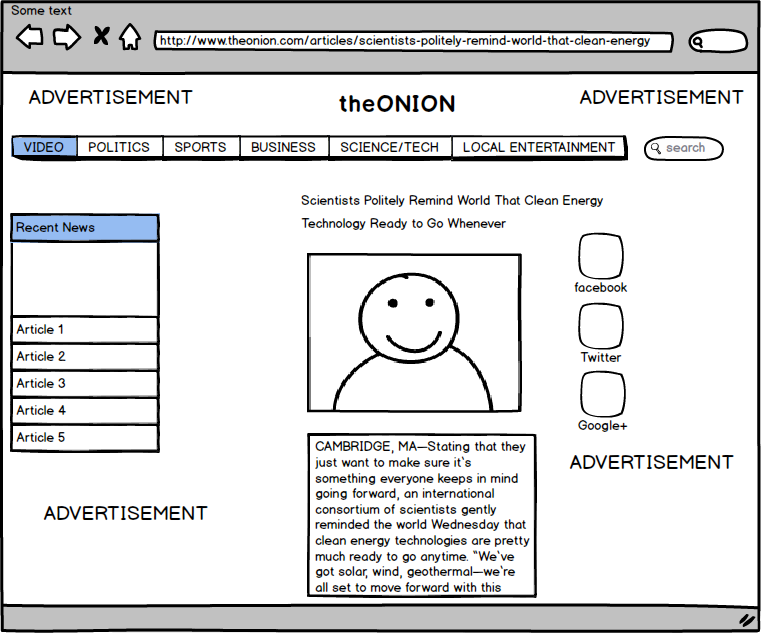 Some text
http://www.theonion.com/articles/scientists-politely-remind-world-that-clean-energy
ADVERTISEMENT
theONION
ADVERTISEMENT
VIDEO
POLITICS
SPORTS
BUSINESS
SCIENCE/TECH
LOCAL ENTERTAINMENT
search
Scientists Politely Remind World That Clean Energy
Technology Ready to Go Whenever
Recent News
Article 1
Article 2
Article 3
Article 4
Article 5
ADVERTISEMENT
facebook
Twitter
Google+
ADVERTISEMENT
CAMBRIDGE, MA—Stating that they
just want to make sure it's
something everyone keeps in mind
going forward, an international
consortium of scientists gently
reminded the world Wednesday that
clean energy technologies are pretty
much ready to go anytime. "We've
got solar, wind, geothermal—we're
all set to move forward with this